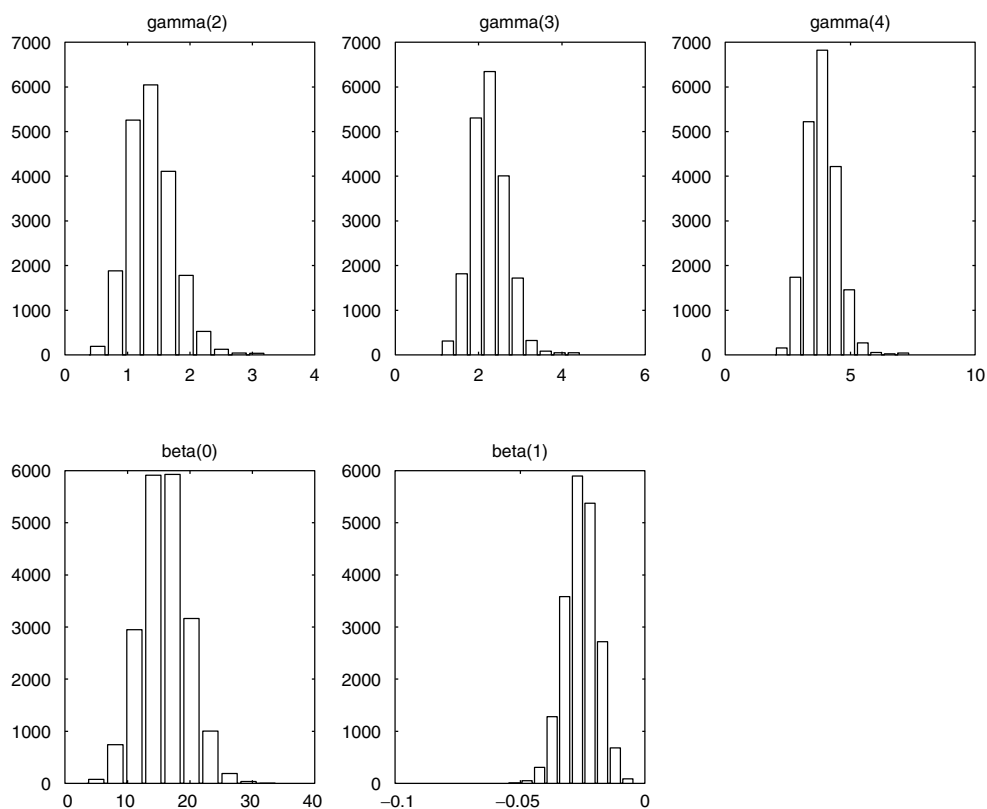 gamma(2) gamma(3) gamma(4)
7000 7000 7000
6000 6000 6000
5000 5000 5000
4000 4000 4000
3000 3000 3000
2000 2000 2000
1000 1000 1000
0 0 0
0 1 2 3 4 0 2 4 6 0 5 10
beta(0) beta(1)
6000 6000
5000 5000
4000 4000
3000 3000
2000 2000
1000 1000
0 0
0 10 20 30 40 −0.1 −0.05 0